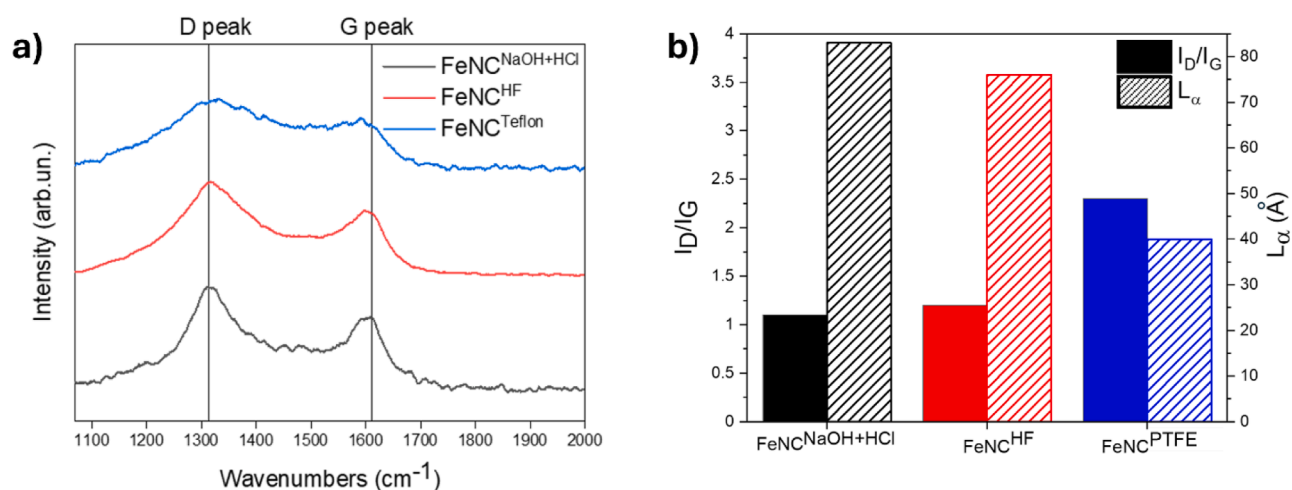 a)
D peak G peak
FeNC^NaOH+HCl
FeNC^HF
FeNC^Teflon
Intensity (arb.un.)
1100 1200 1300 1400 1500 1600 1700 1800 1900 2000
Wavenumbers (cm⁻¹)
b)
I_D/I_G
L_α
4
3.5
3
2.5
2
1.5
1
0.5
0
I_D/I_G
80
70
60
50
40
30
20
10
0
L_α (Å)
FeNC^NaOH+HCl FeNC^HF FeNC^PTFE